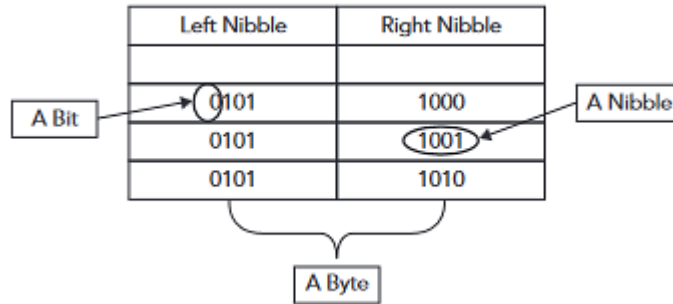 Left Nibble Right Nibble
A Bit 0101 1000 A Nibble
0101 1001
0101 1010
A Byte